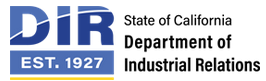 DIR
EST. 1927
State of California
Department of
Industrial Relations